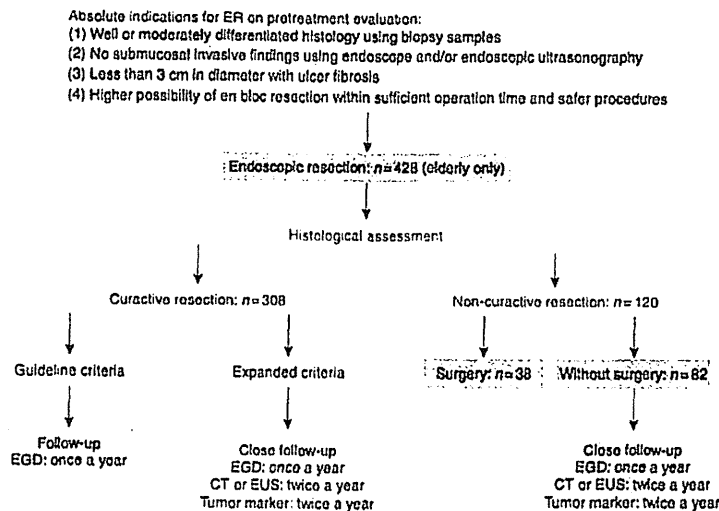 Absolute indications for ER on pretreatment evaluation:
(1) Well or moderately differentiated histology using biopsy samples
(2) No submucosal invasive findings using endoscope and/or endoscopic ultrasonography
(3) Less than 3 cm in diameter with ulcer fibrosis
(4) Higher possibility of en bloc resection within sufficient operation time and safer procedures
Endoscopic resection: n=428 (elderly only)
Histological assessment
Curactive resection: n=308
Non-curactive resection: n=120
Guideline criteria
Expanded criteria
Surgery: n=38
Without surgery: n=82
Follow-up
EGD: once a year
Close follow-up
EGD: once a year
CT or EUS: twice a year
Tumor marker: twice a year
Close follow-up
EGD: once a year
CT or EUS: twice a year
Tumor marker: twice a year